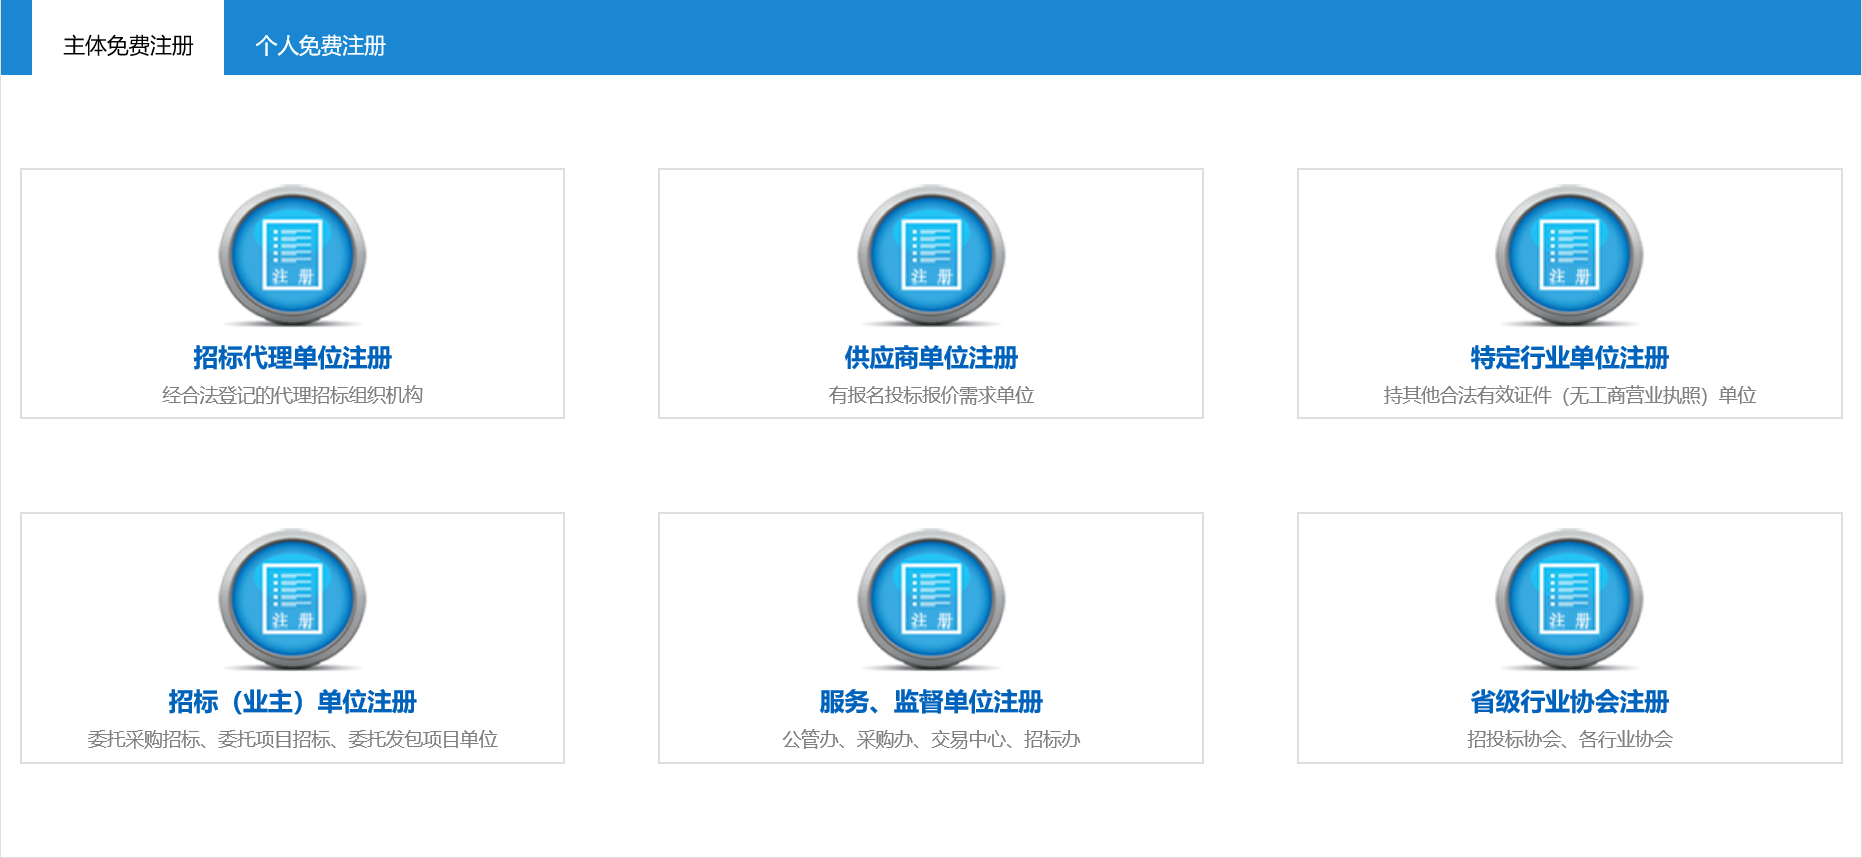 主体免费注册 个人免费注册
注 册
招标代理单位注册
经合法登记的代理招标组织机构
注 册
供应商单位注册
有报名投标报价需求单位
注 册
特定行业单位注册
持其他合法有效证件（无工商营业执照）单位
注 册
招标（业主）单位注册
委托采购招标、委托项目招标、委托发包项目单位
注 册
服务、监督单位注册
公管办、采购办、交易中心、招标办
注 册
省级行业协会注册
招投标协会、各行业协会